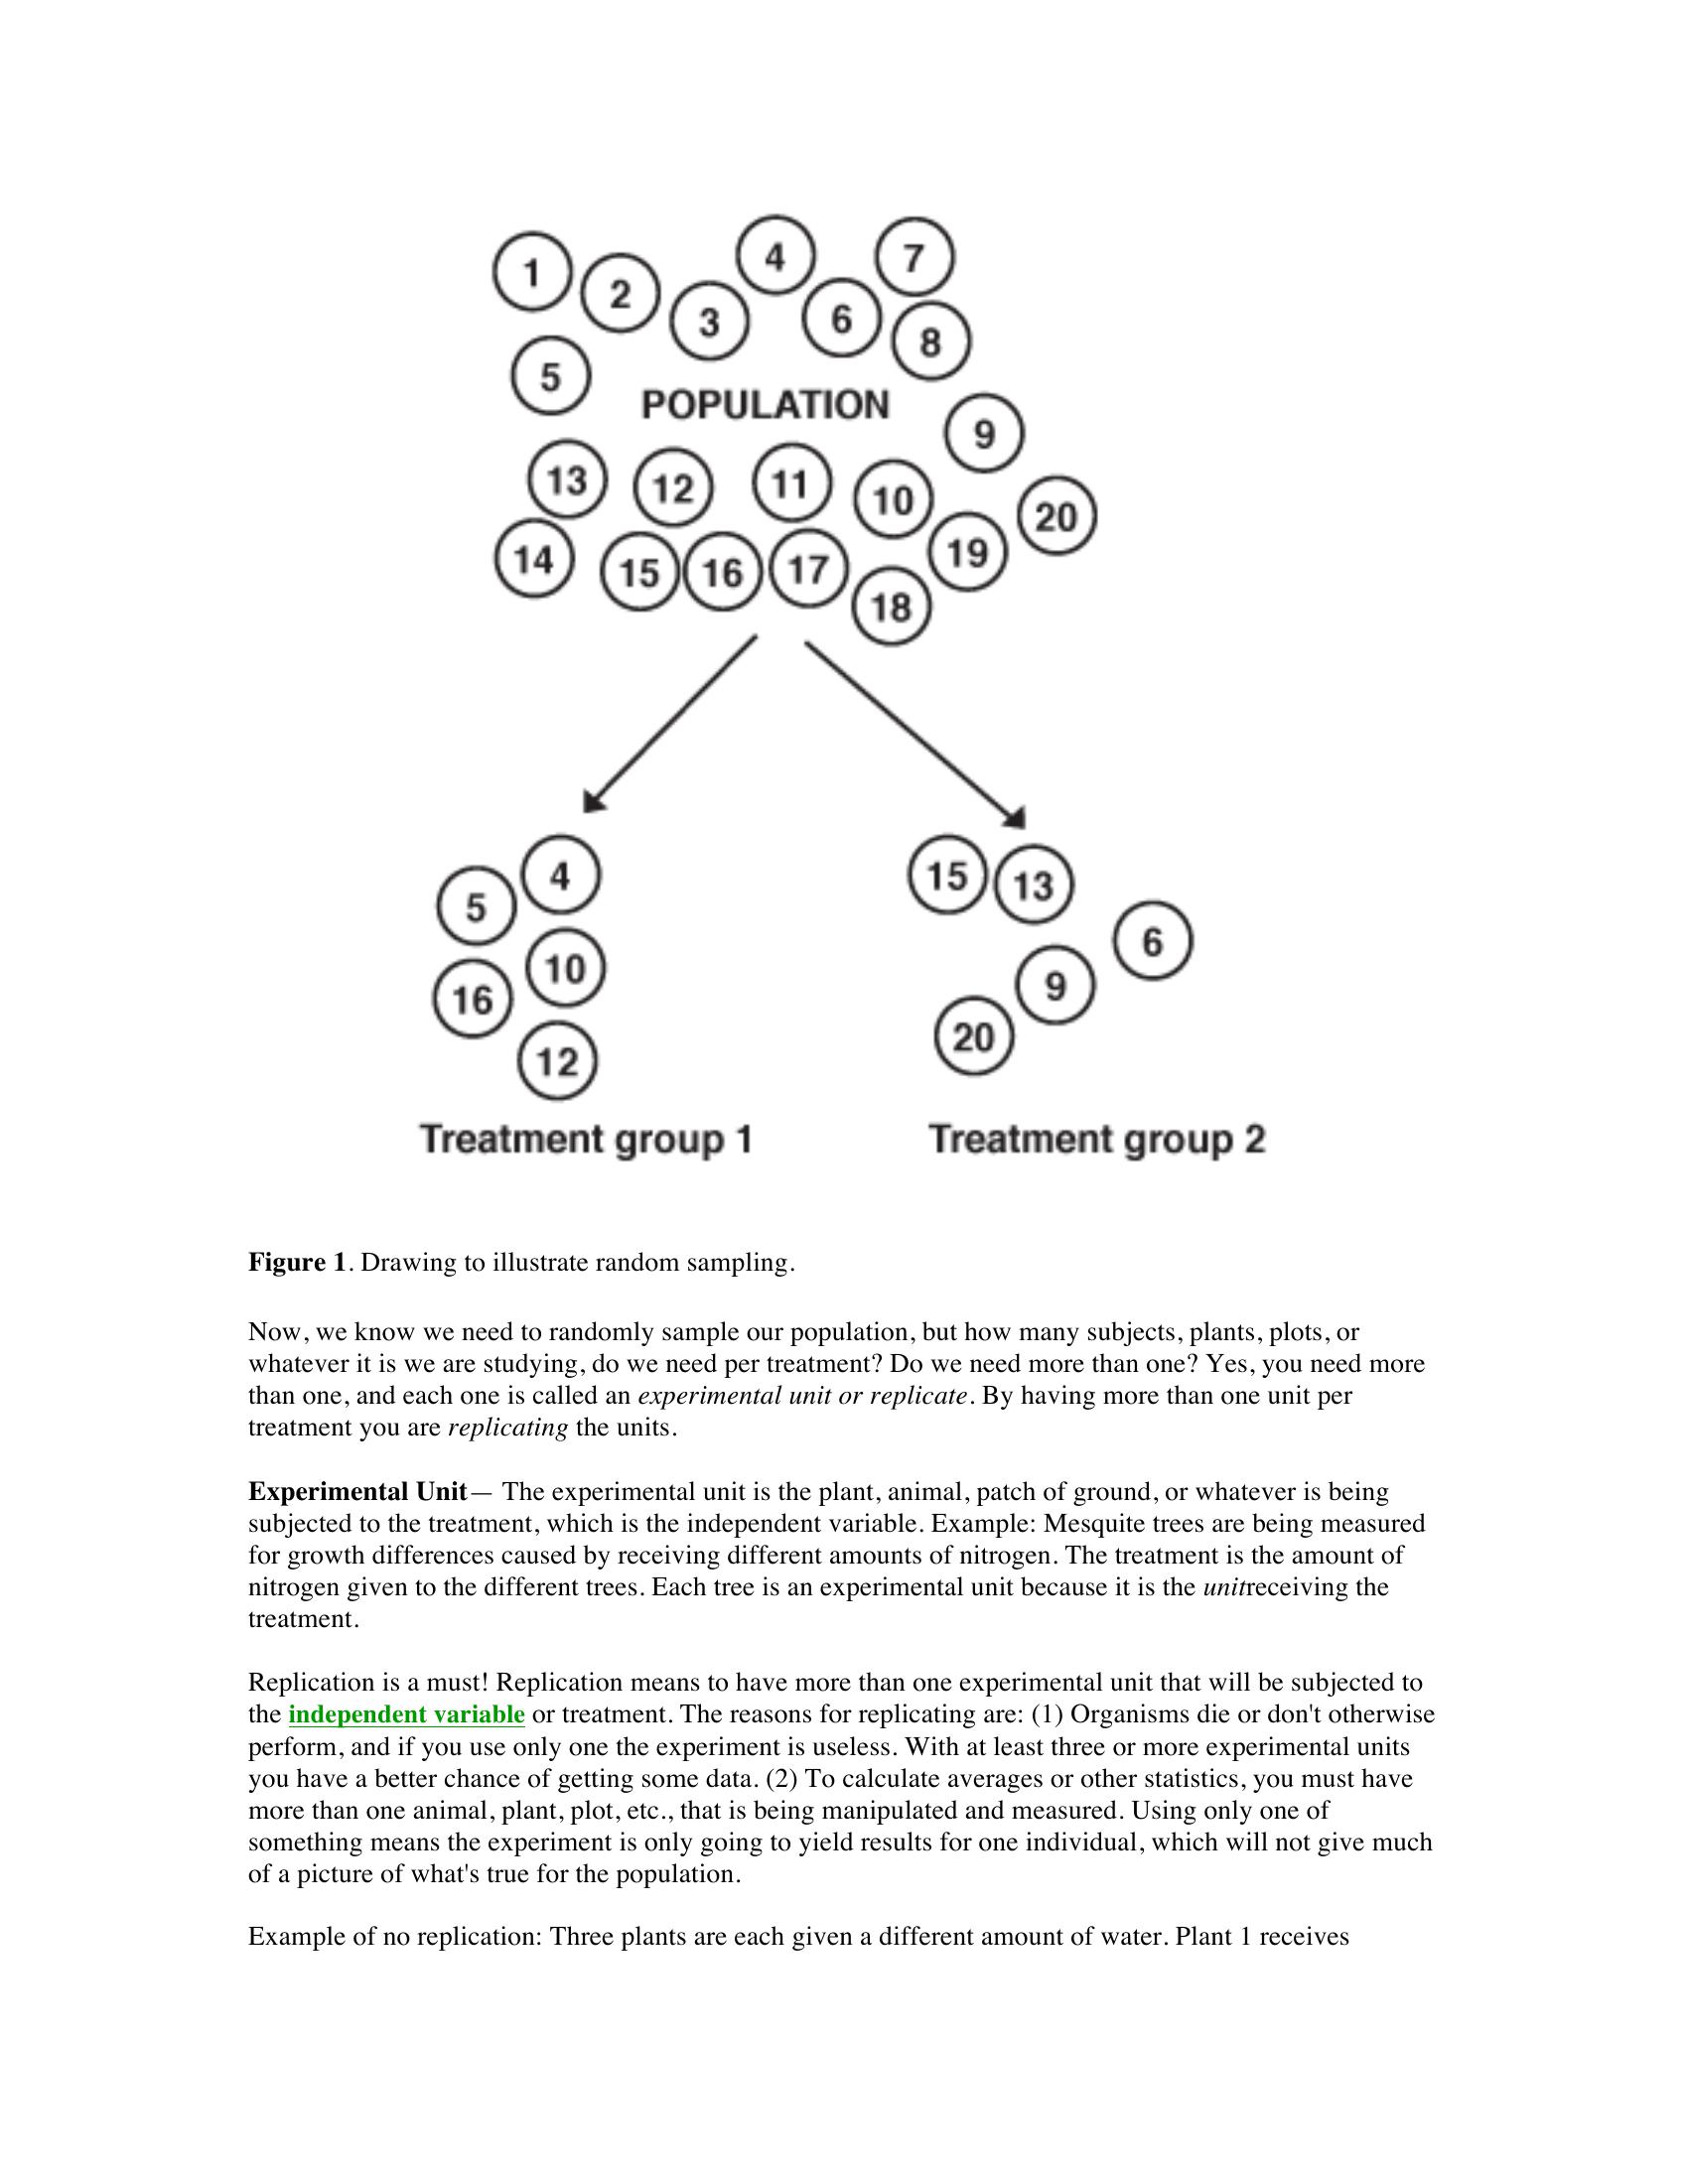 4
7
1
2
3
6
8
5
POPULATION
9
13
12
11
10
20
14
15
16
17
19
18
4
5
10
16
12
15
13
6
9
20
Treatment group 1
Treatment group 2
Figure 1. Drawing to illustrate random sampling.
Now, we know we need to randomly sample our population, but how many subjects, plants, plots, or
whatever it is we are studying, do we need per treatment? Do we need more than one? Yes, you need more
than one, and each one is called an experimental unit or replicate. By having more than one unit per
treatment you are replicating the units.
Experimental Unit— The experimental unit is the plant, animal, patch of ground, or whatever is being
subjected to the treatment, which is the independent variable. Example: Mesquite trees are being measured
for growth differences caused by receiving different amounts of nitrogen. The treatment is the amount of
nitrogen given to the different trees. Each tree is an experimental unit because it is the unitreceiving the
treatment.
Replication is a must! Replication means to have more than one experimental unit that will be subjected to
the independent variable or treatment. The reasons for replicating are: (1) Organisms die or don't otherwise
perform, and if you use only one the experiment is useless. With at least three or more experimental units
you have a better chance of getting some data. (2) To calculate averages or other statistics, you must have
more than one animal, plant, plot, etc., that is being manipulated and measured. Using only one of
something means the experiment is only going to yield results for one individual, which will not give much
of a picture of what's true for the population.
Example of no replication: Three plants are each given a different amount of water. Plant 1 receives